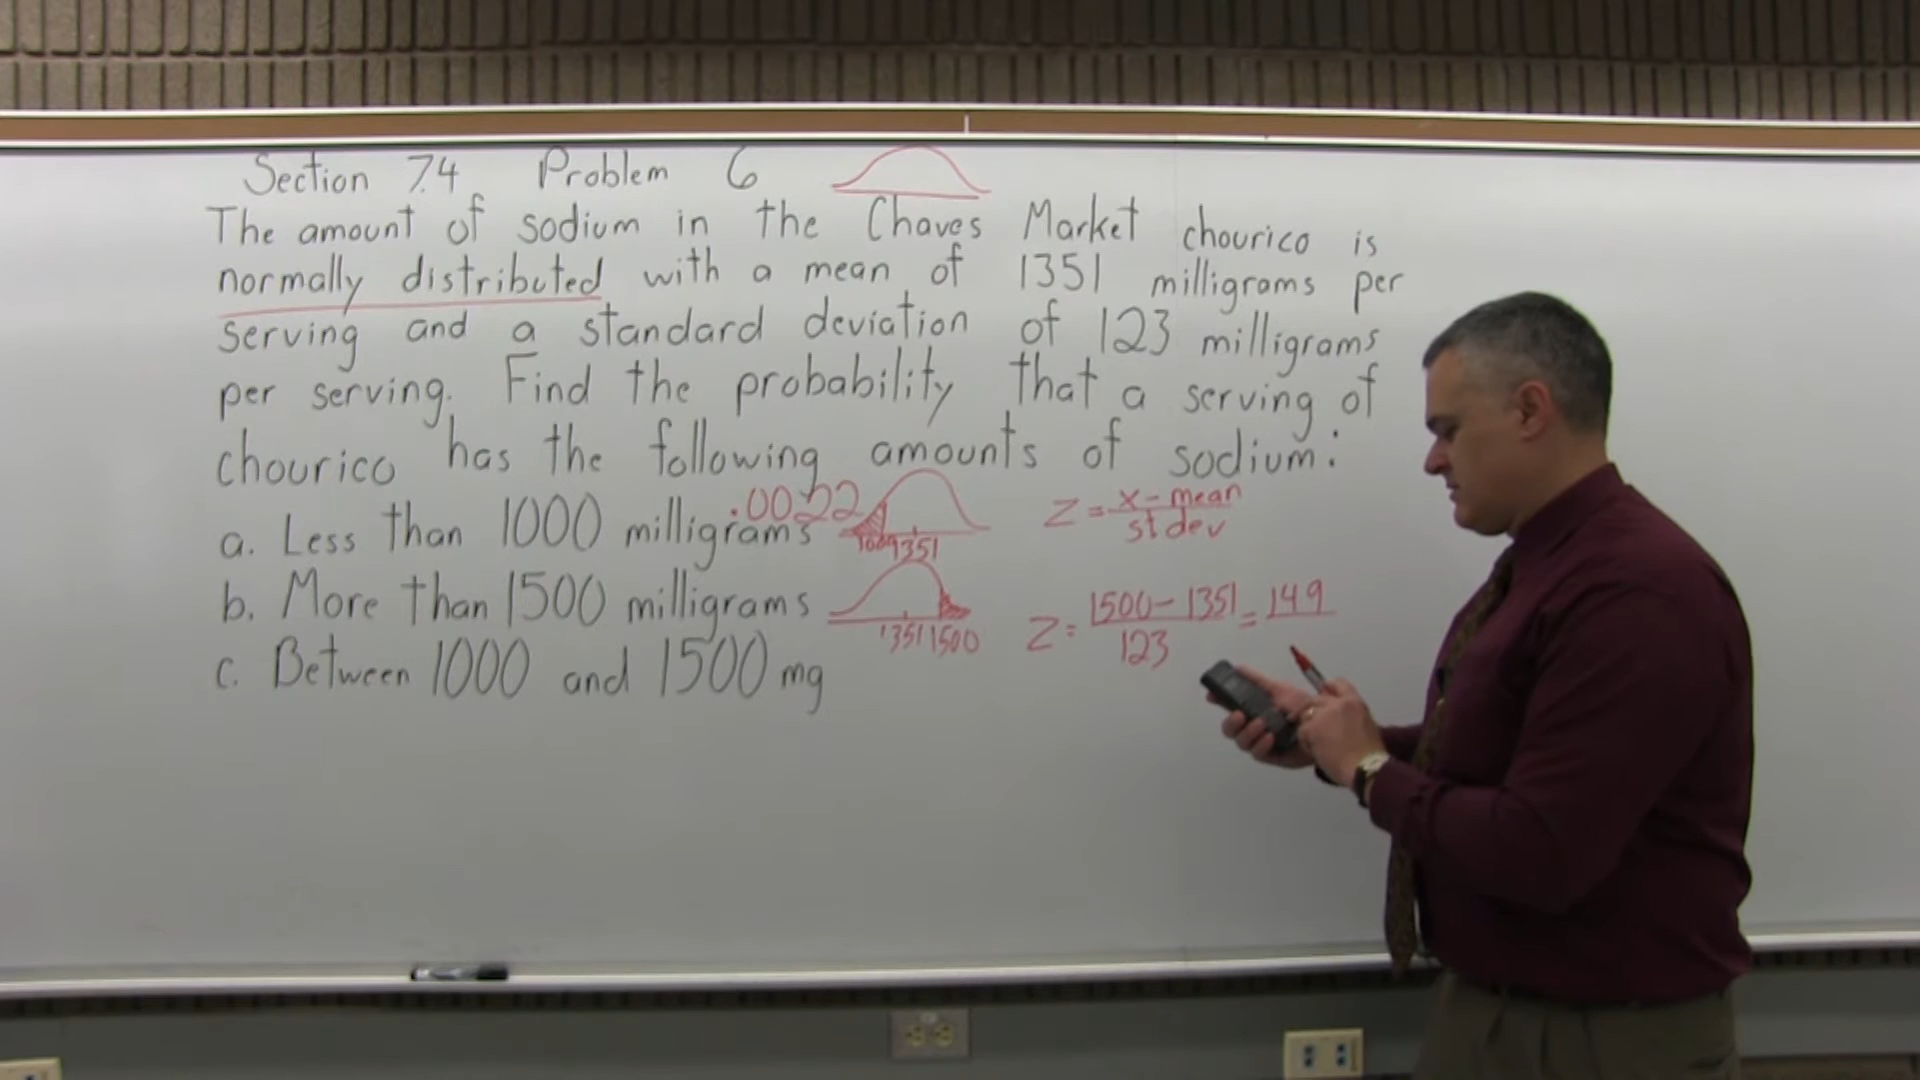 Section 7.4 Problem 6
The amount of sodium in the Chaves Market chourico is
normally distributed with a mean of 1351 milligrams per
serving and a standard deviation of 123 milligrams
per serving. Find the probability that a serving of
chourico has the following amounts of sodium:
a. Less than 1000 milligrams .0022
1000 1351
z = x - mean
st dev
b. More than 1500 milligrams
1351 1500
z = 1500 - 1351 = 149
123
c. Between 1000 and 1500 mg